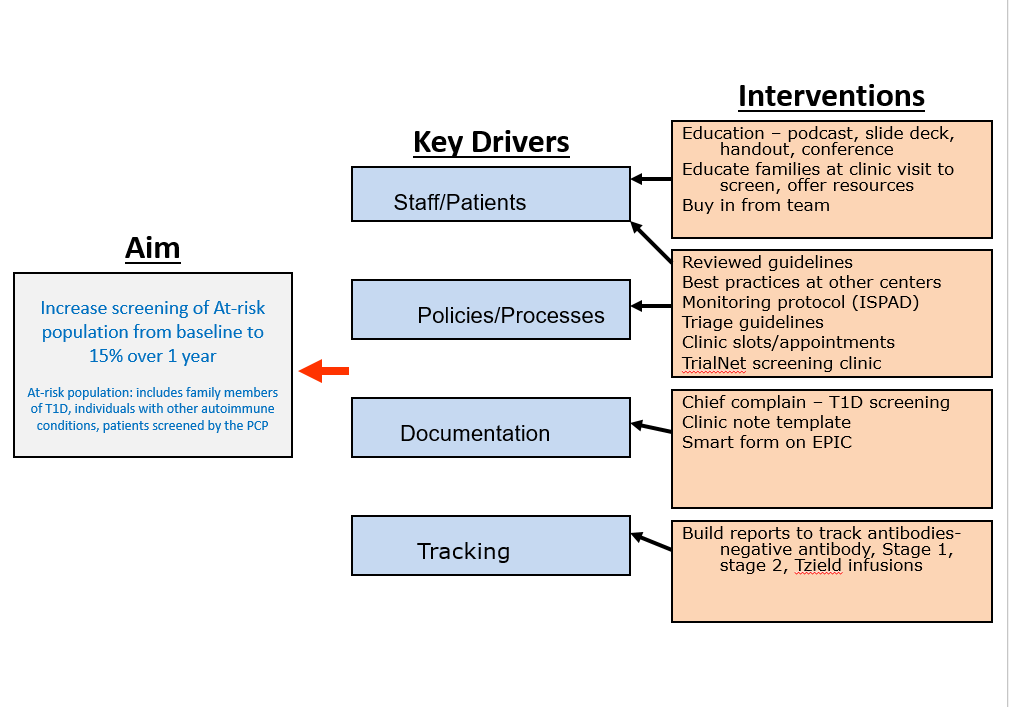 Aim
Increase screening of At-risk
population from baseline to
15% over 1 year
At-risk population: includes family members
of T1D, individuals with other autoimmune
conditions, patients screened by the PCP
Key Drivers
Staff/Patients
Policies/Processes
Documentation
Tracking
Interventions
Education – podcast, slide deck,
handout, conference
Educate families at clinic visit to
screen, offer resources
Buy in from team
Reviewed guidelines
Best practices at other centers
Monitoring protocol (ISPAD)
Triage guidelines
Clinic slots/appointments
TrialNet screening clinic
Chief complain – T1D screening
Clinic note template
Smart form on EPIC
Build reports to track antibodies-
negative antibody, Stage 1,
stage 2, Tzield infusions